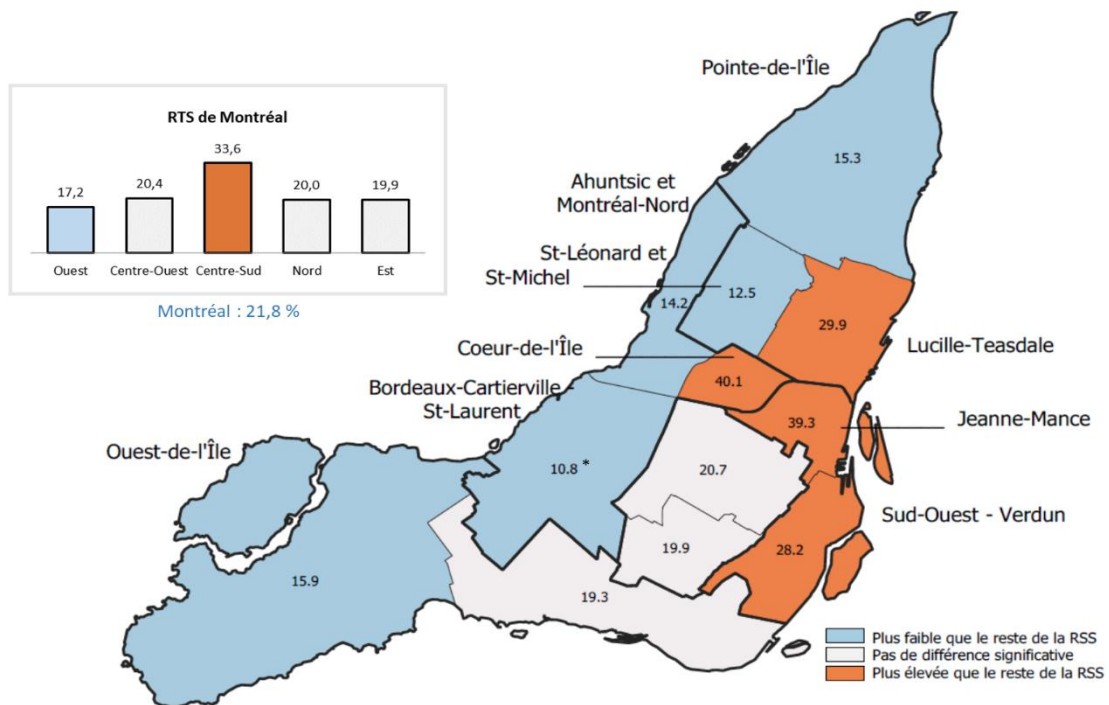 RTS de Montréal
33,6
17,2
20,4
20,0
19,9
Ouest
Centre-Ouest
Centre-Sud
Nord
Est
Montréal : 21,8 %
Pointe-de-l'Île
15.3
Ahuntsic et
Montréal-Nord
St-Léonard et
St-Michel
14.2
12.5
29.9
Lucille-Teasdale
Coeur-de-l'Île
40.1
Bordeaux-Cartierville -
St-Laurent
39.3
Jeanne-Mance
Ouest-de-l'Île
10.8 *
20.7
Sud-Ouest - Verdun
19.9
28.2
15.9
19.3
Plus faible que le reste de la RSS
Pas de différence significative
Plus élevée que le reste de la RSS